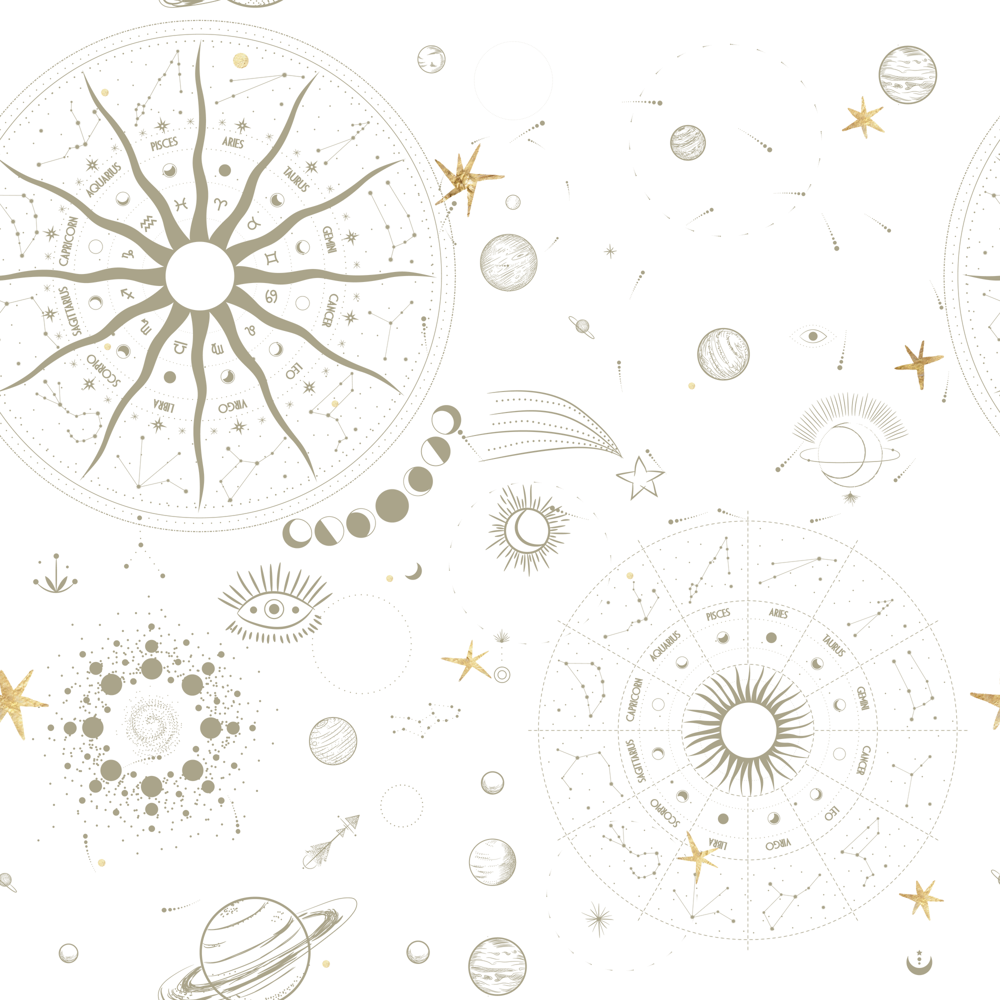 PISCES
ARIES
TAURUS
GEMINI
CANCER
LEO
VIRGO
LIBRA
SCORPIO
SAGITTARIUS
CAPRICORN
AQUARIUS
PISCES
ARIES
TAURUS
GEMINI
CANCER
LEO
VIRGO
LIBRA
SCORPIO
SAGITTARIUS
CAPRICORN
AQUARIUS